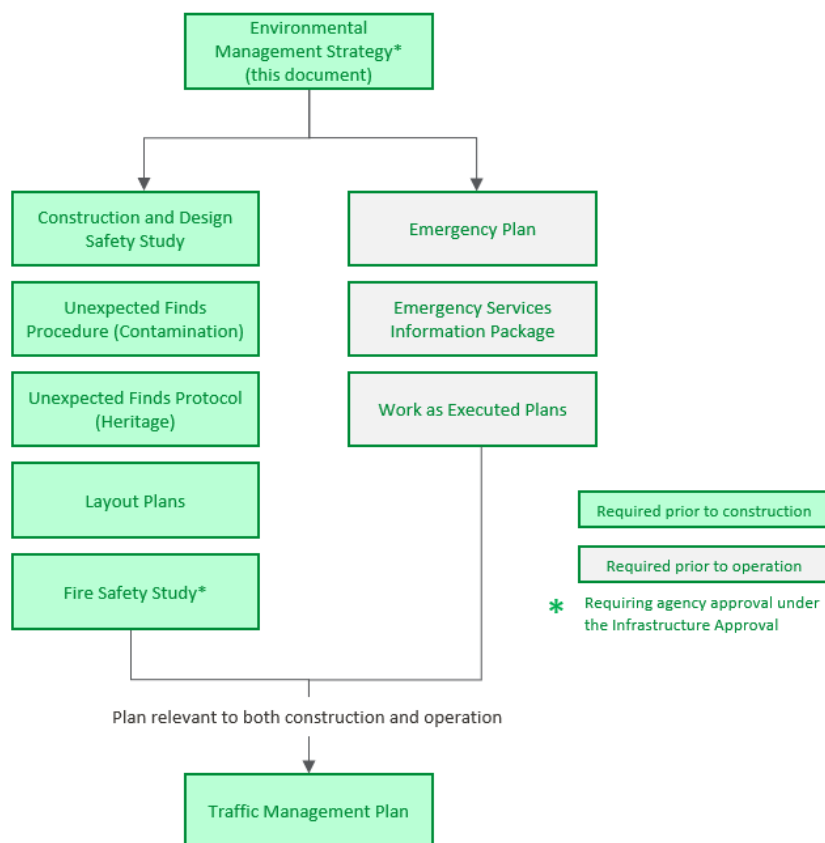 Environmental
Management Strategy*
(this document)
Construction and Design
Safety Study
Unexpected Finds
Procedure (Contamination)
Unexpected Finds Protocol
(Heritage)
Layout Plans
Fire Safety Study*
Emergency Plan
Emergency Services
Information Package
Work as Executed Plans
Required prior to construction
Required prior to operation
* Requiring agency approval under
the Infrastructure Approval
Plan relevant to both construction and operation
Traffic Management Plan